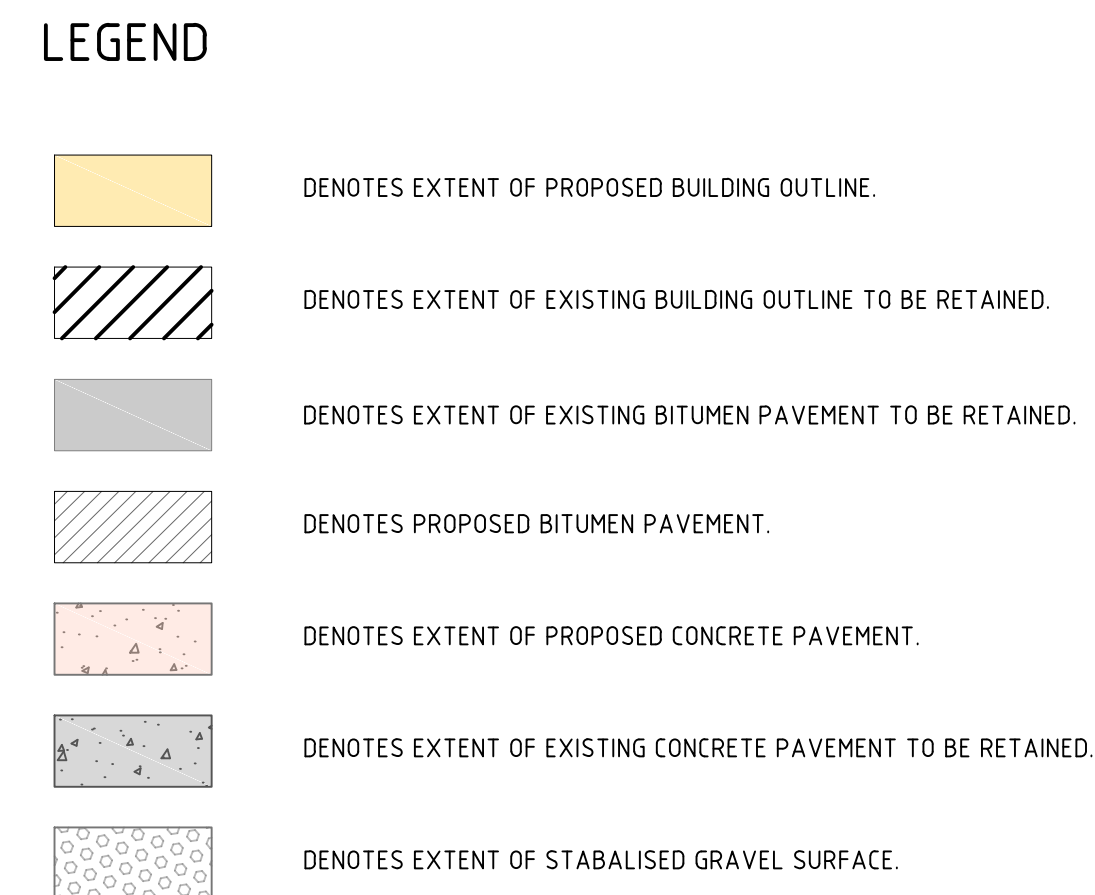 LEGEND
DENOTES EXTENT OF PROPOSED BUILDING OUTLINE.
DENOTES EXTENT OF EXISTING BUILDING OUTLINE TO BE RETAINED.
DENOTES EXTENT OF EXISTING BITUMEN PAVEMENT TO BE RETAINED.
DENOTES PROPOSED BITUMEN PAVEMENT.
DENOTES EXTENT OF PROPOSED CONCRETE PAVEMENT.
DENOTES EXTENT OF EXISTING CONCRETE PAVEMENT TO BE RETAINED.
DENOTES EXTENT OF STABALISED GRAVEL SURFACE.